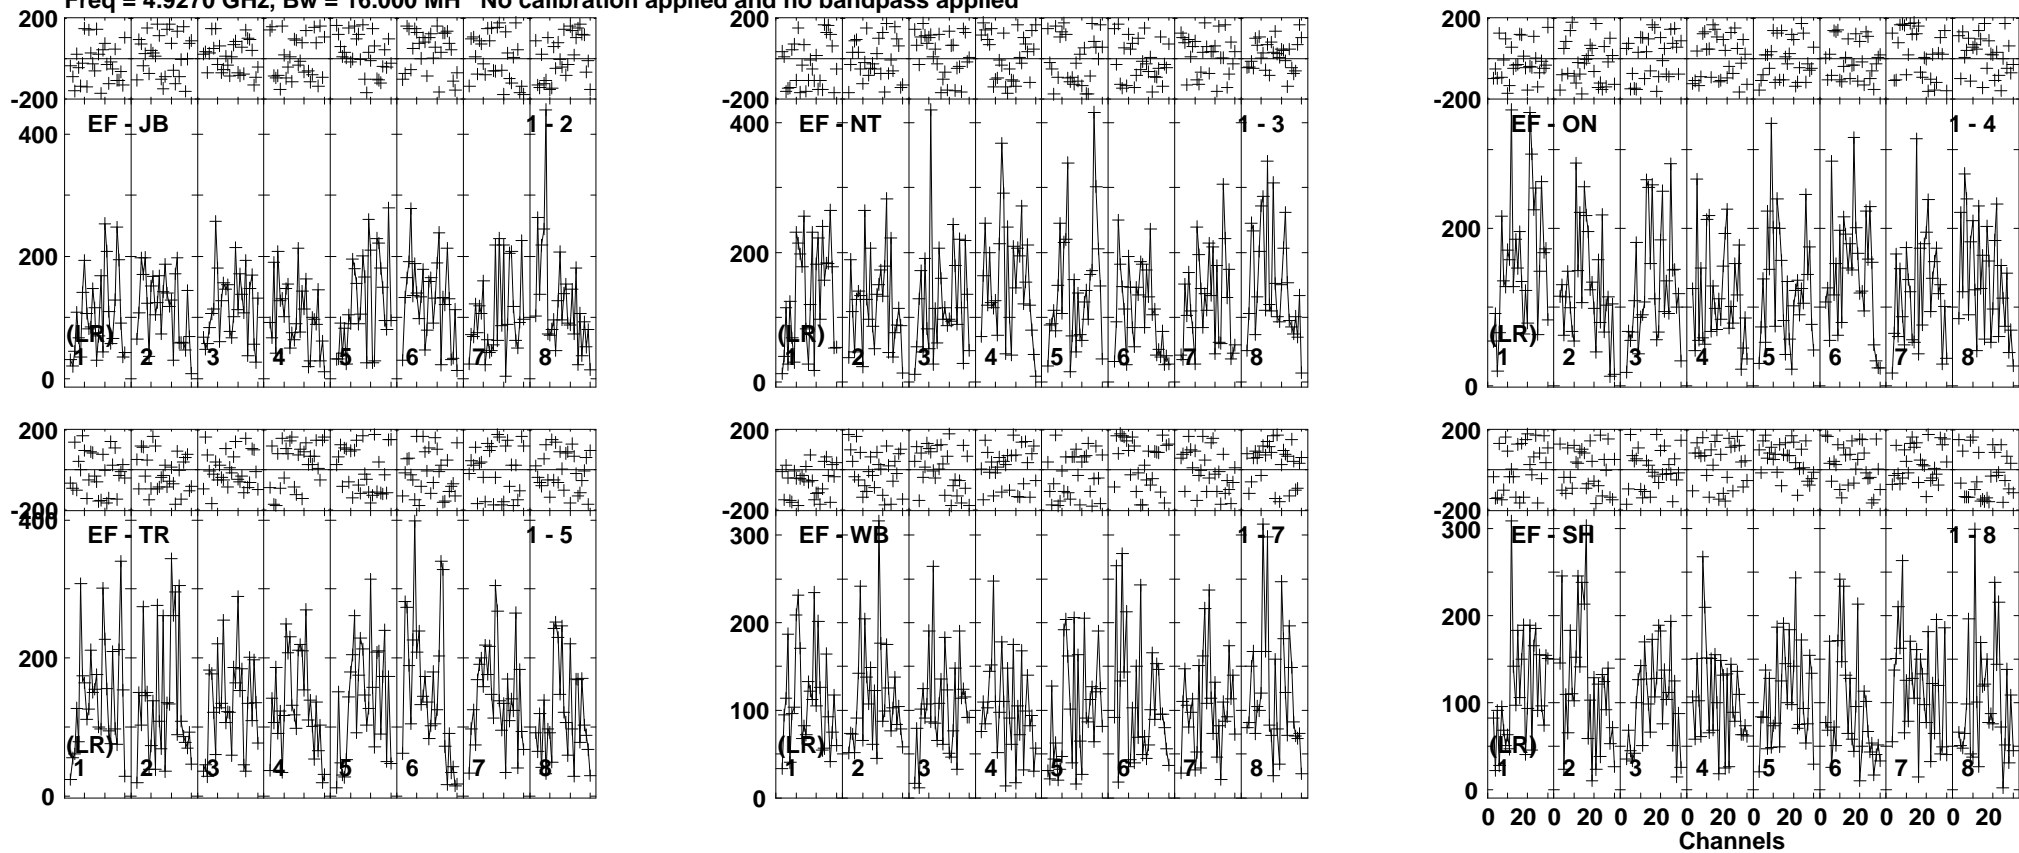 Freq = 4.9270 GHz, Bw = 16.000 MH No calibration applied and no bandpass applied
200
-200
EF - JB
1 - 2
400
200
0
(LR)
1 2 3 4 5 6 7 8
200
-200
EF - NT
1 - 3
400
200
0
(LR)
1 2 3 4 5 6 7 8
200
-200
EF - ON
1 - 4
200
0
(LR)
1 2 3 4 5 6 7 8
200
-200
EF - TR
1 - 5
400
200
0
(LR)
1 2 3 4 5 6 7 8
200
-200
EF - WB
1 - 7
300
200
100
0
(LR)
1 2 3 4 5 6 7 8
200
-200
EF - SH
1 - 8
300
200
100
0
(LR)
1 2 3 4 5 6 7 8
0 20 0 20 0 20 0 20 0 20 0 20 0 20 0 20
Channels